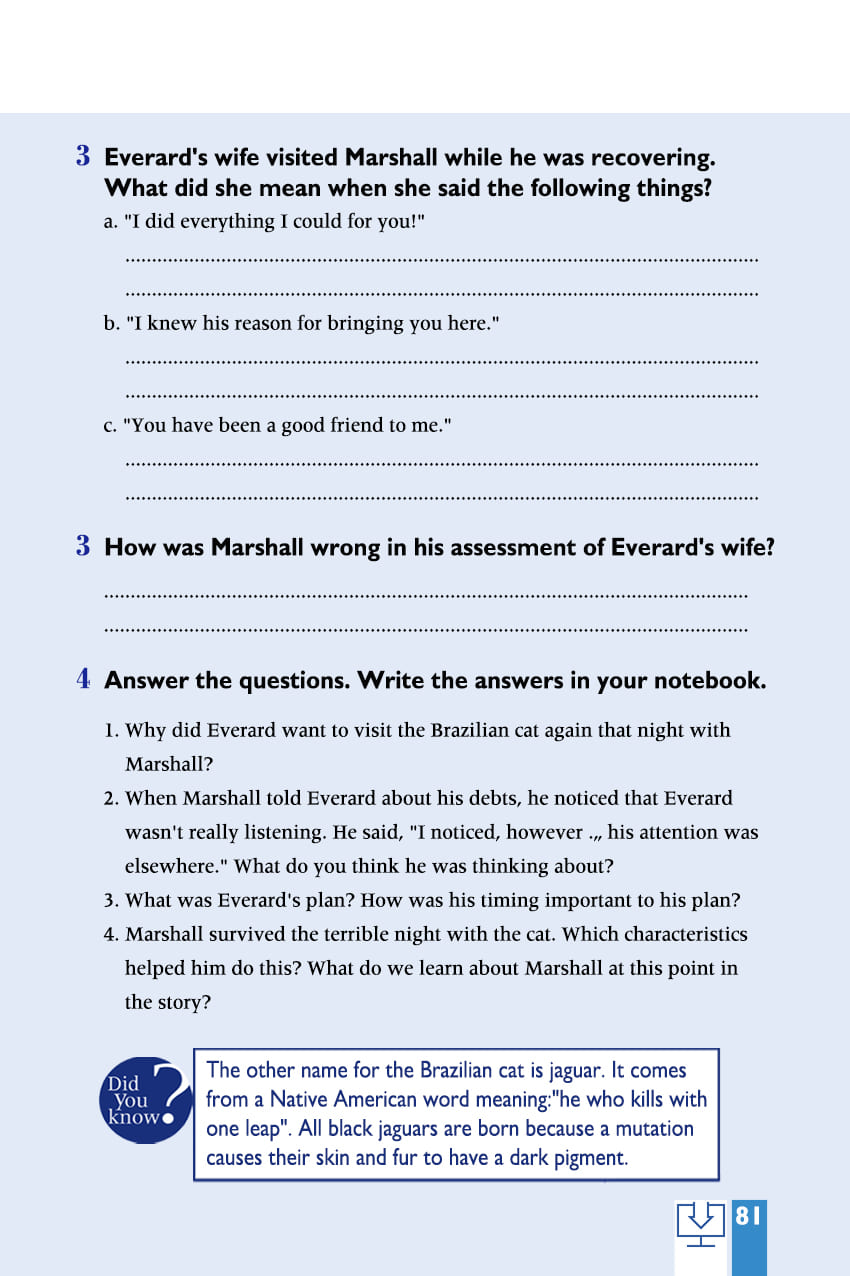 3 Everard's wife visited Marshall while he was recovering.
What did she mean when she said the following things?
a. "I did everything I could for you!"
b. "I knew his reason for bringing you here."
c. "You have been a good friend to me."
3 How was Marshall wrong in his assessment of Everard's wife?
4 Answer the questions. Write the answers in your notebook.
1. Why did Everard want to visit the Brazilian cat again that night with
Marshall?
2. When Marshall told Everard about his debts, he noticed that Everard
wasn't really listening. He said, "I noticed, however .,, his attention was
elsewhere." What do you think he was thinking about?
3. What was Everard's plan? How was his timing important to his plan?
4. Marshall survived the terrible night with the cat. Which characteristics
helped him do this? What do we learn about Marshall at this point in
the story?
Did
You
know?
The other name for the Brazilian cat is jaguar. It comes
from a Native American word meaning:"he who kills with
one leap". All black jaguars are born because a mutation
causes their skin and fur to have a dark pigment.
81